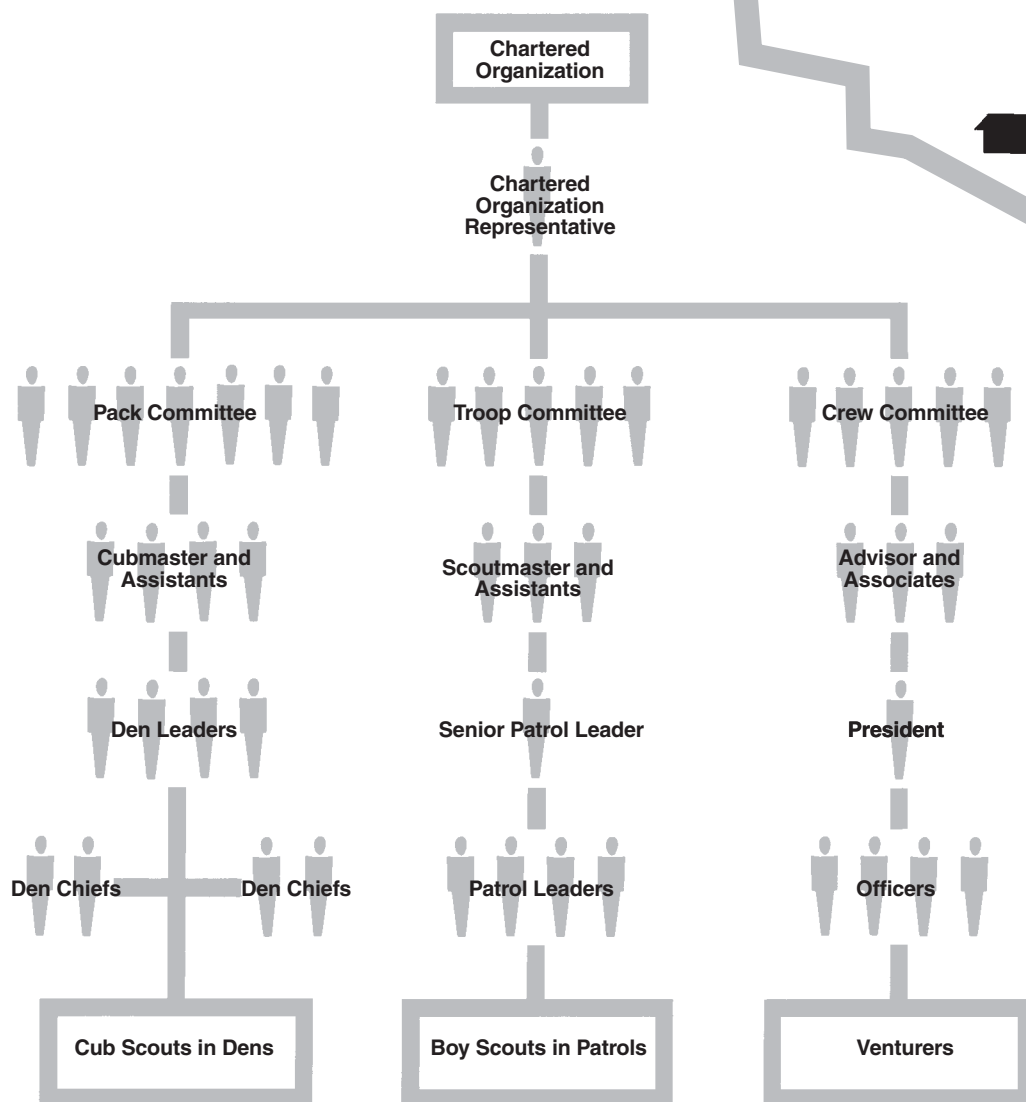 Chartered
Organization
Chartered
Organization
Representative
Pack Committee
Troop Committee
Crew Committee
Cubmaster and
Assistants
Scoutmaster and
Assistants
Advisor and
Associates
Den Leaders
Senior Patrol Leader
President
Den Chiefs
Den Chiefs
Patrol Leaders
Officers
Cub Scouts in Dens
Boy Scouts in Patrols
Venturers